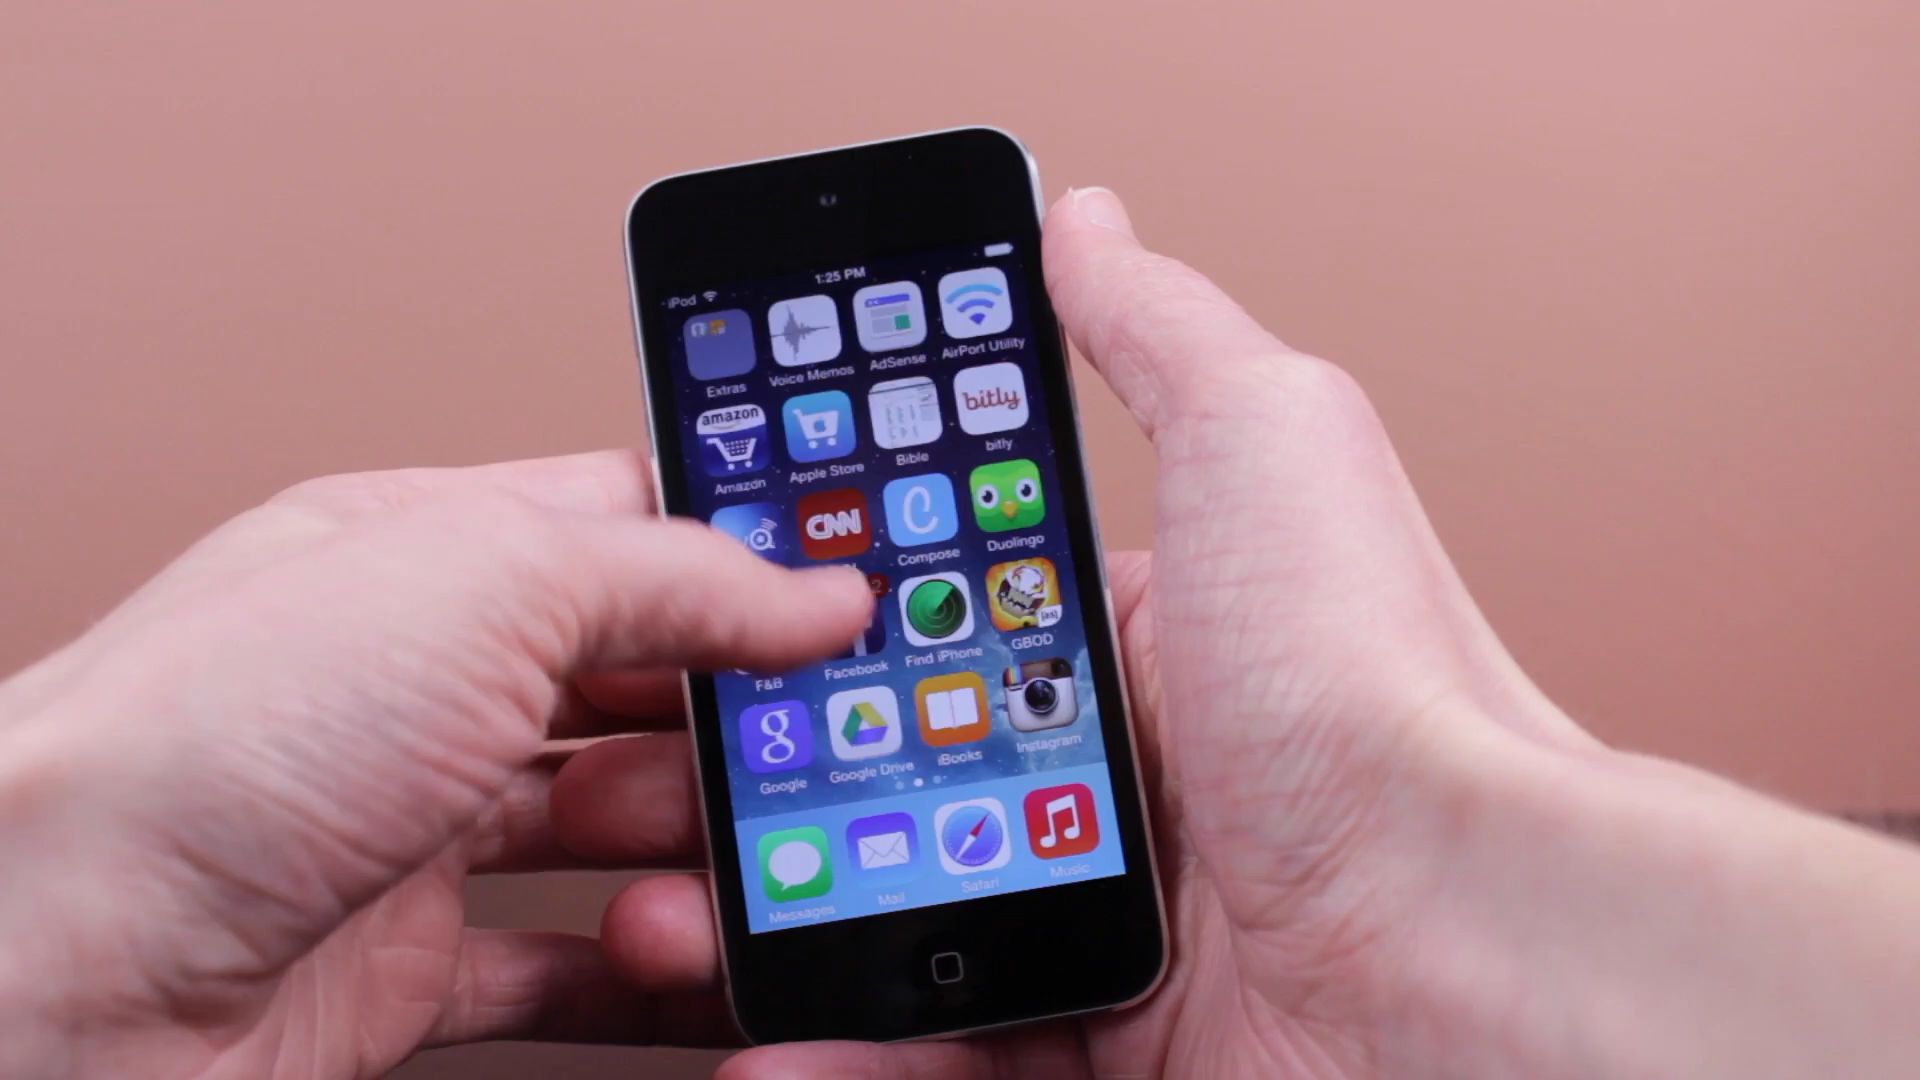 iPod 1:25 PM
Extras Voice Memos AdSense AirPort Utility
amazon bitly
Amazon Apple Store Bible bitly
CNN
Compose Duolingo
2
F&B Facebook Find iPhone GBOD
g
Google Google Drive iBooks Instagram
Messages Mail Safari Music